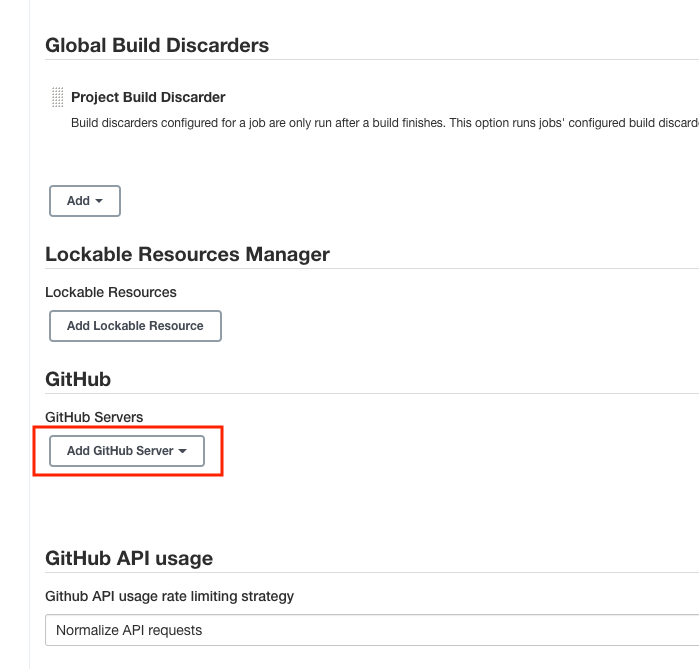 Global Build Discarders
Project Build Discarder
Build discarders configured for a job are only run after a build finishes. This option runs jobs' configured build discard
Add
Lockable Resources Manager
Lockable Resources
Add Lockable Resource
GitHub
GitHub Servers
Add GitHub Server
GitHub API usage
Github API usage rate limiting strategy
Normalize API requests